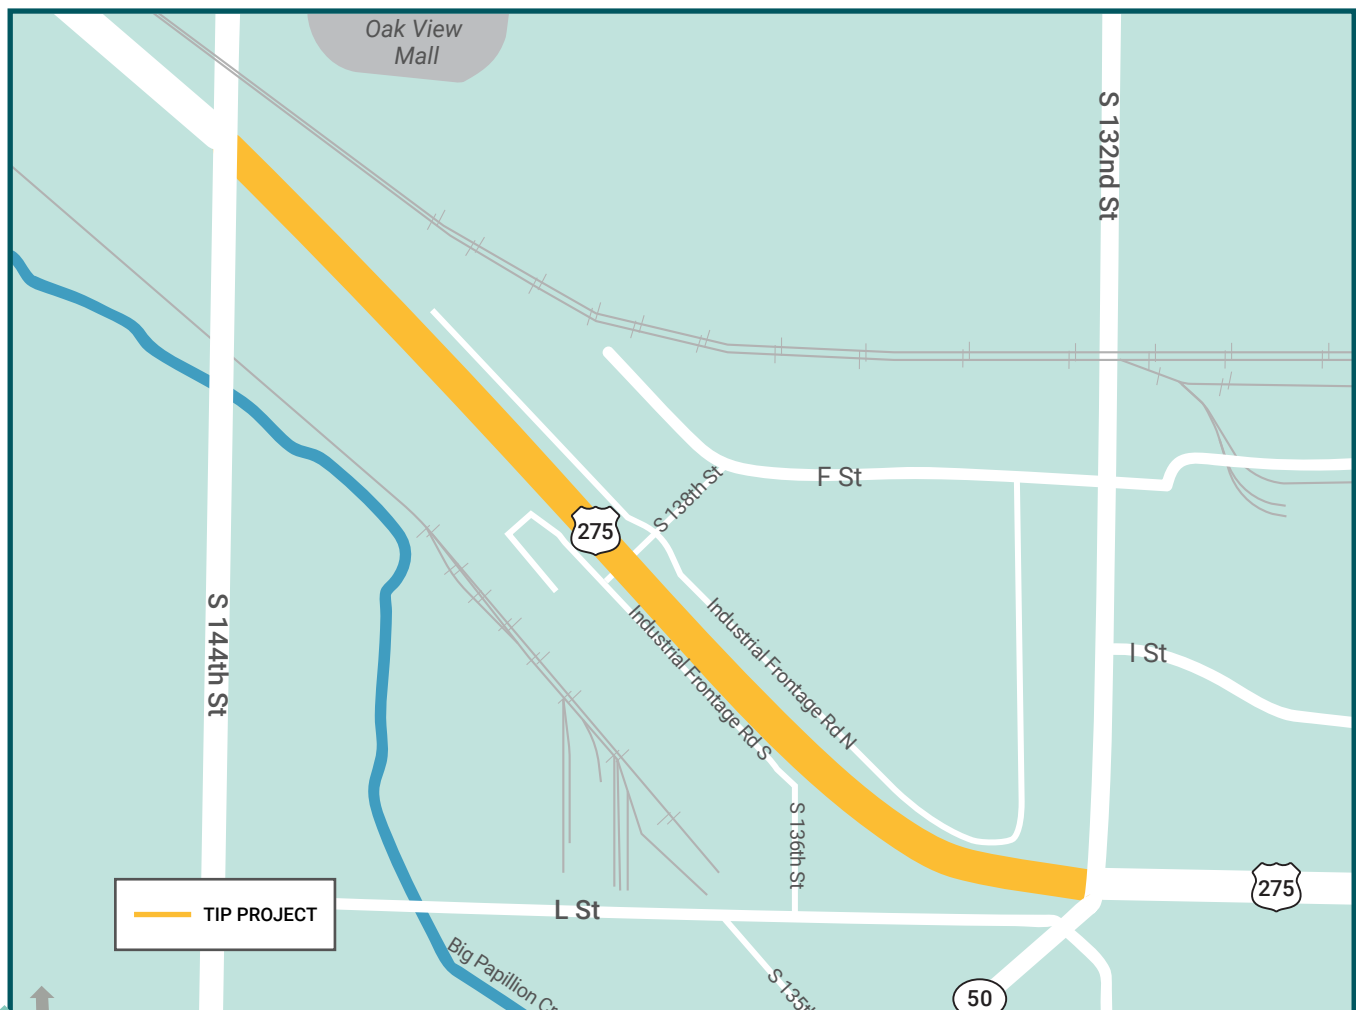 Oak View
Mall
S 132nd St
F St
S 138th St
275
I St
S 144th St
Industrial Frontage Rd N
Industrial Frontage Rd S
S 136th St
275
TIP PROJECT
L St
Big Papillion Cr
S 135t
50